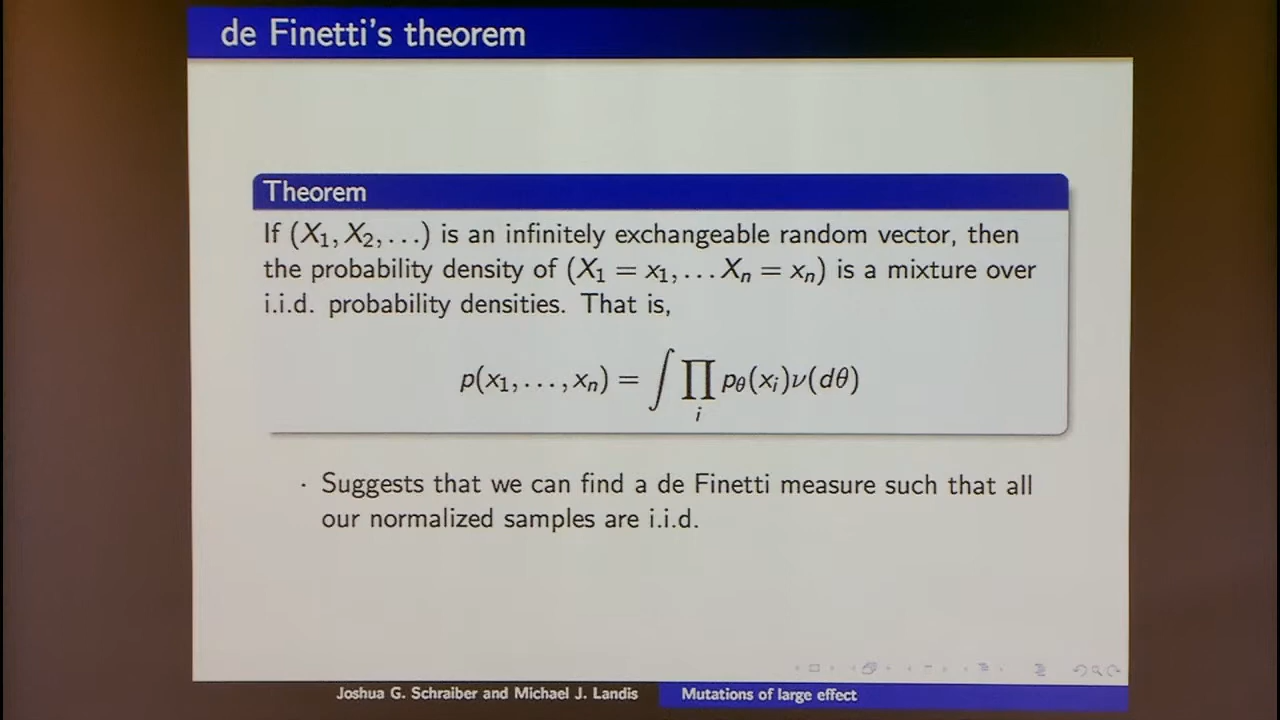 de Finetti's theorem
Theorem
If (X₁, X₂, . . .) is an infinitely exchangeable random vector, then
the probability density of (X₁ = x₁, . . . Xₙ = xₙ) is a mixture over
i.i.d. probability densities. That is,
p(x₁, . . . , xₙ) = ∫ ∏ᵢ p_θ(xᵢ)ν(dθ)
· Suggests that we can find a de Finetti measure such that all
our normalized samples are i.i.d.
Joshua G. Schraiber and Michael J. Landis Mutations of large effect